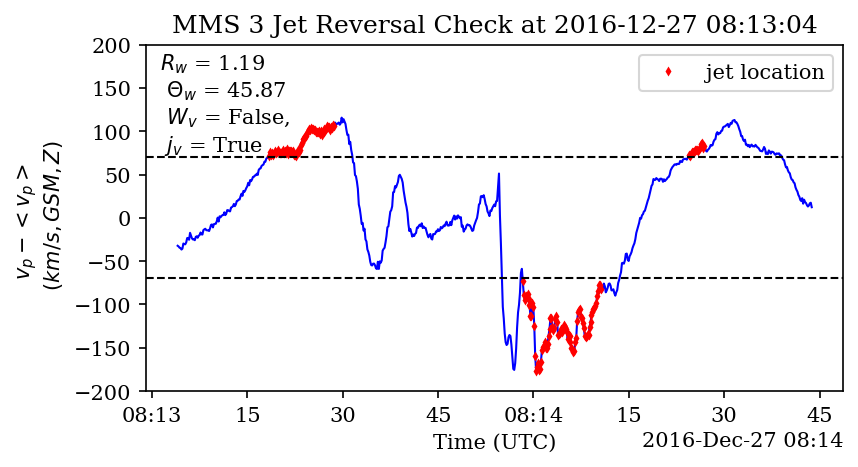 MMS 3 Jet Reversal Check at 2016-12-27 08:13:04
R_w = 1.19
Θ_w = 45.87
W_v = False,
j_v = True
jet location
v_p − < v_p >
(km/s, GSM, Z)
200
150
100
50
0
−50
−100
−150
−200
08:13 15 30 45 08:14 15 30 45
Time (UTC)
2016-Dec-27 08:14